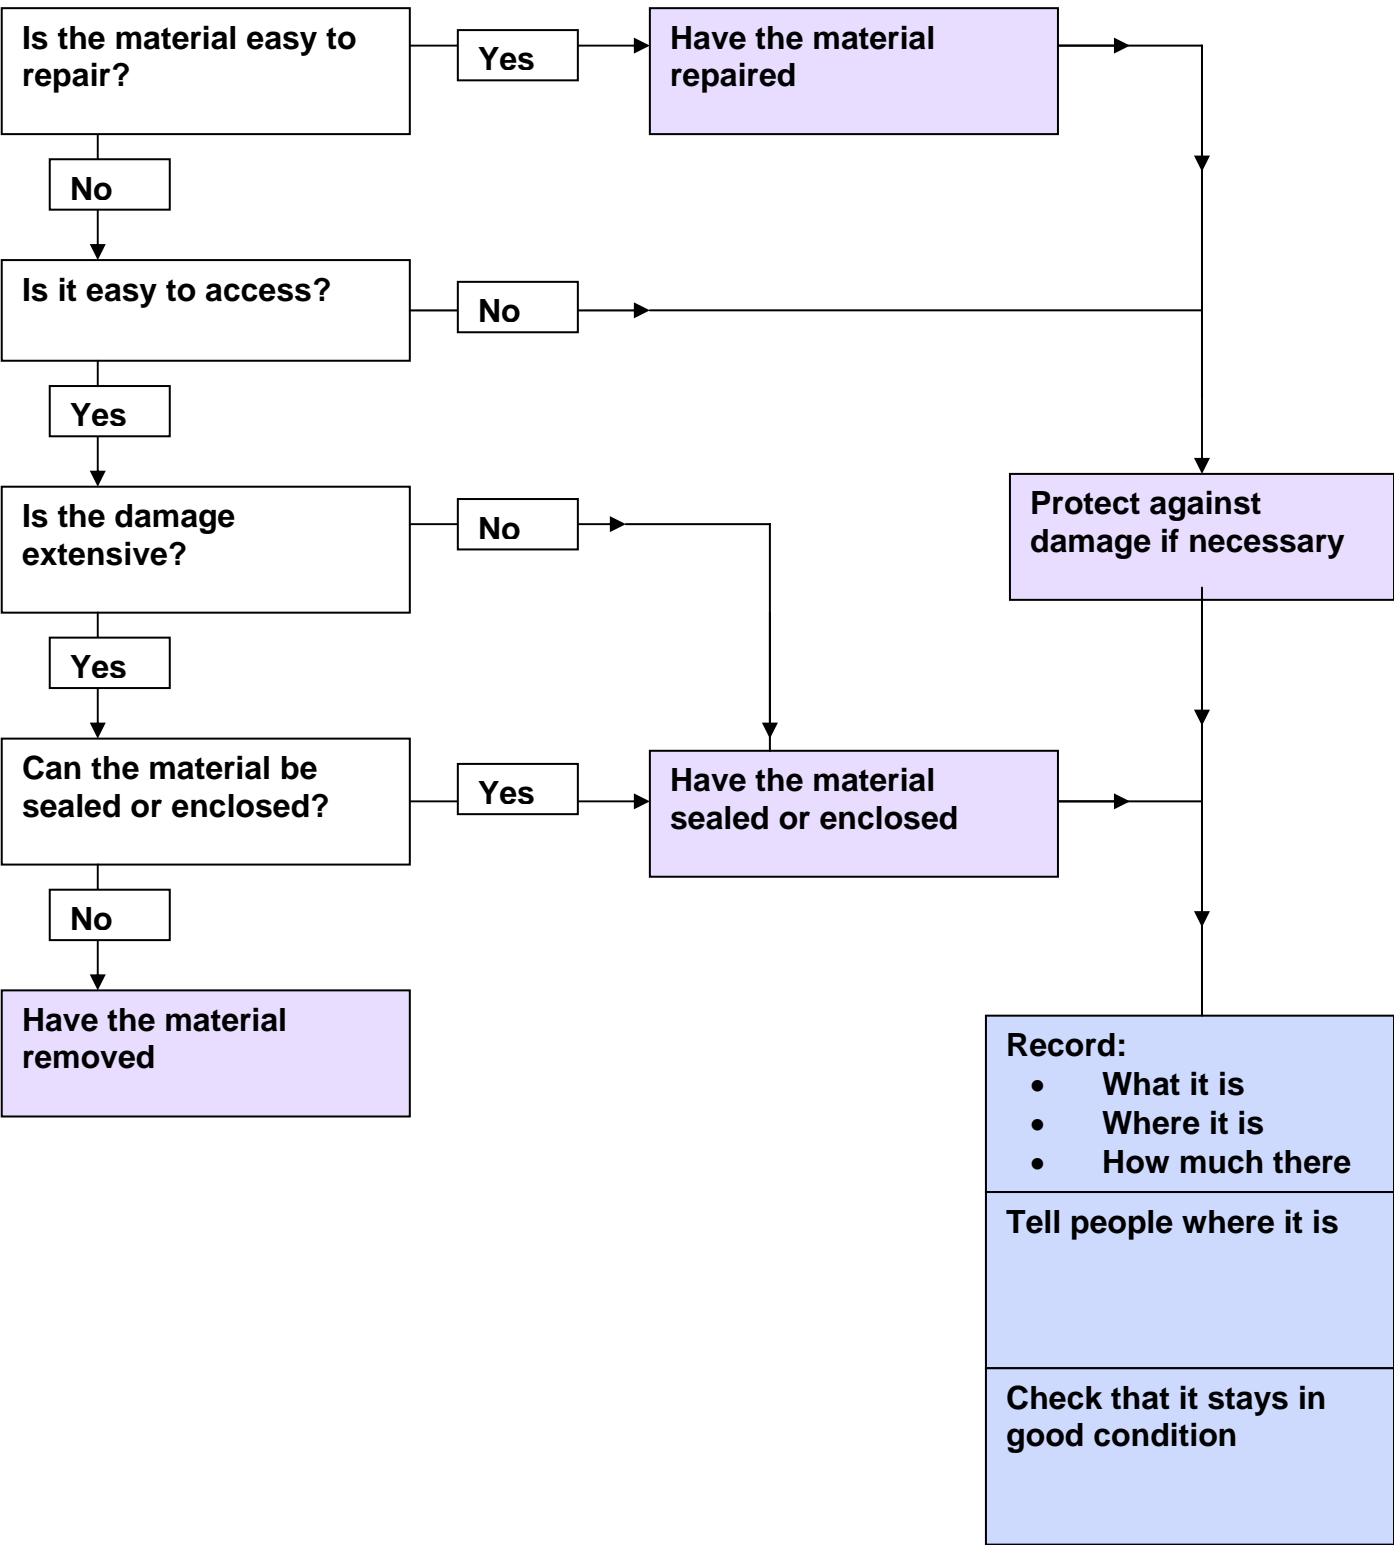 Is the material easy to
repair?
Yes
Have the material
repaired
No
Is it easy to access?
No
Yes
Is the damage
extensive?
No
Protect against
damage if necessary
Yes
Can the material be
sealed or enclosed?
Yes
Have the material
sealed or enclosed
No
Have the material
removed
Record:
• What it is
• Where it is
• How much there
Tell people where it is
Check that it stays in
good condition